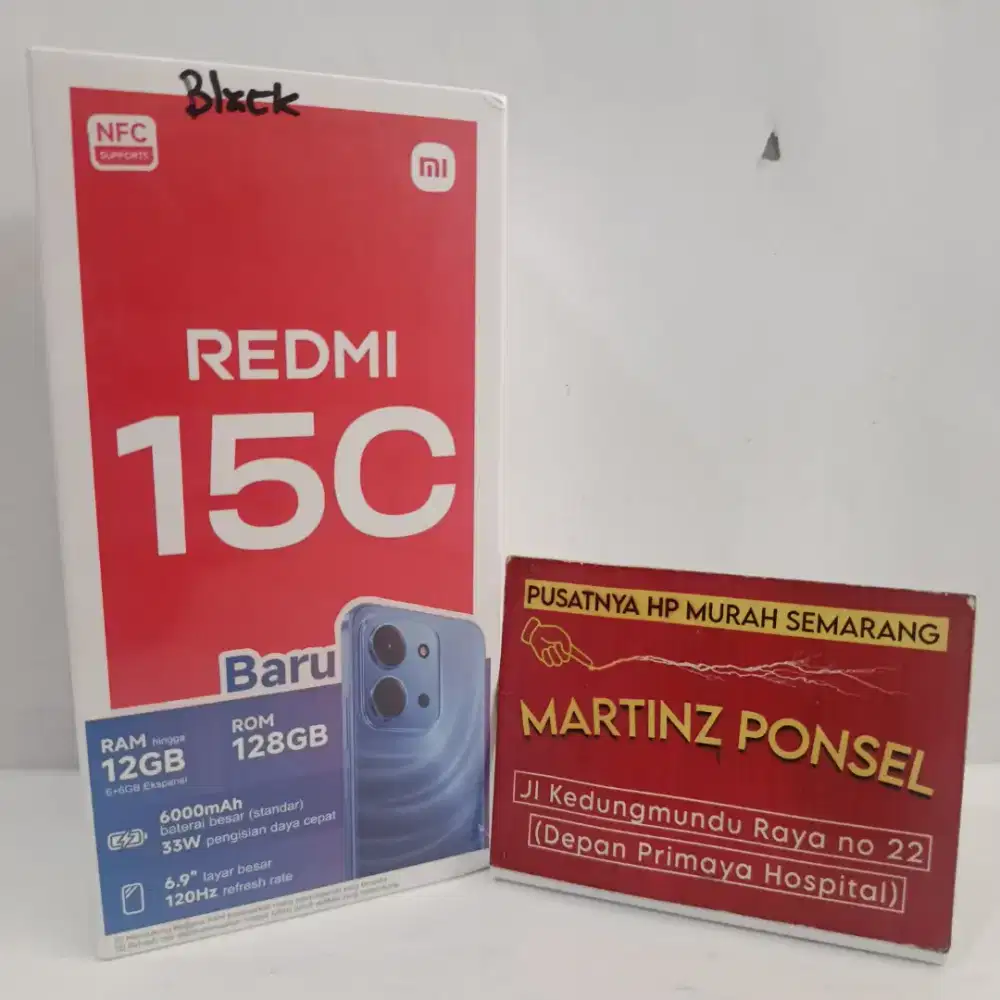 Black
NFC
SUPPORTS
mi
REDMI
15C
Baru
RAM hingga
12GB
6+6GB Ekspansi
ROM
128GB
6000mAh
baterai besar (standar)
33W pengisian daya cepat
6.9" layar besar
120Hz refresh rate
PUSATNYA HP MURAH SEMARANG
MARTINZ PONSEL
Jl Kedungmundu Raya no 22
(Depan Primaya Hospital)